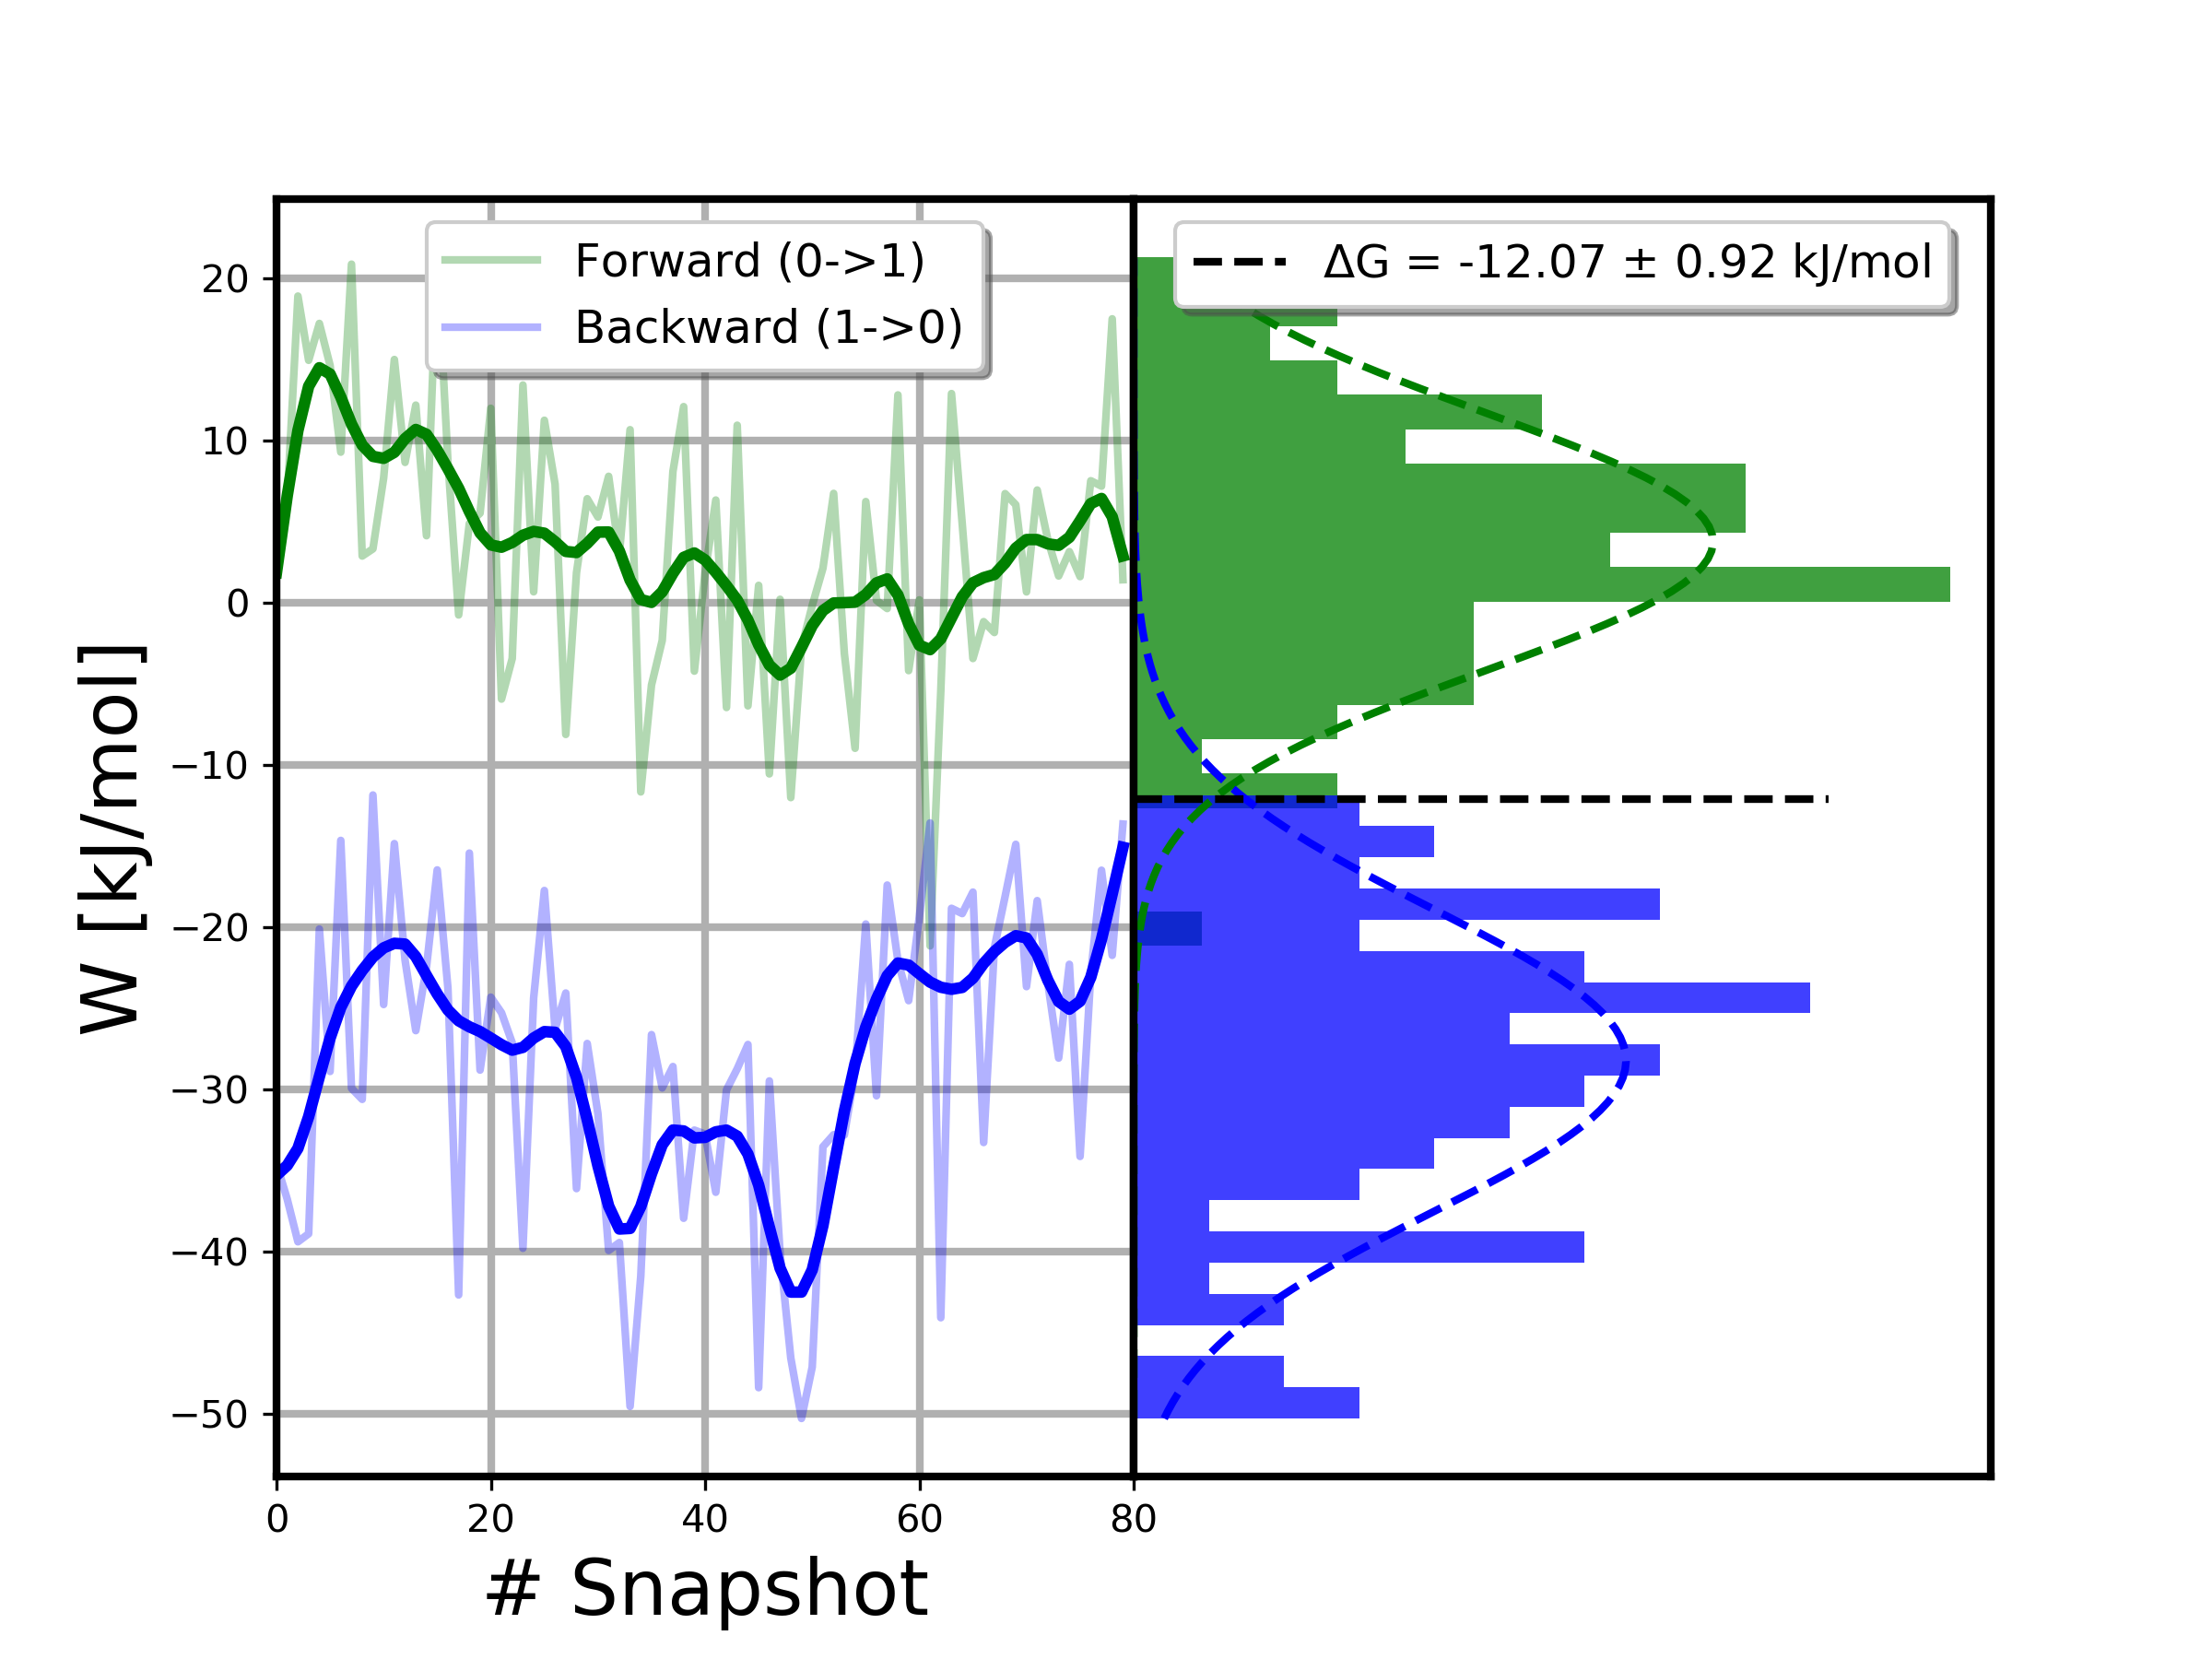 Forward (0->1)
Backward (1->0)
ΔG = -12.07 ± 0.92 kJ/mol
20
10
0
−10
−20
−30
−40
−50
W [kJ/mol]
0
20
40
60
80
# Snapshot